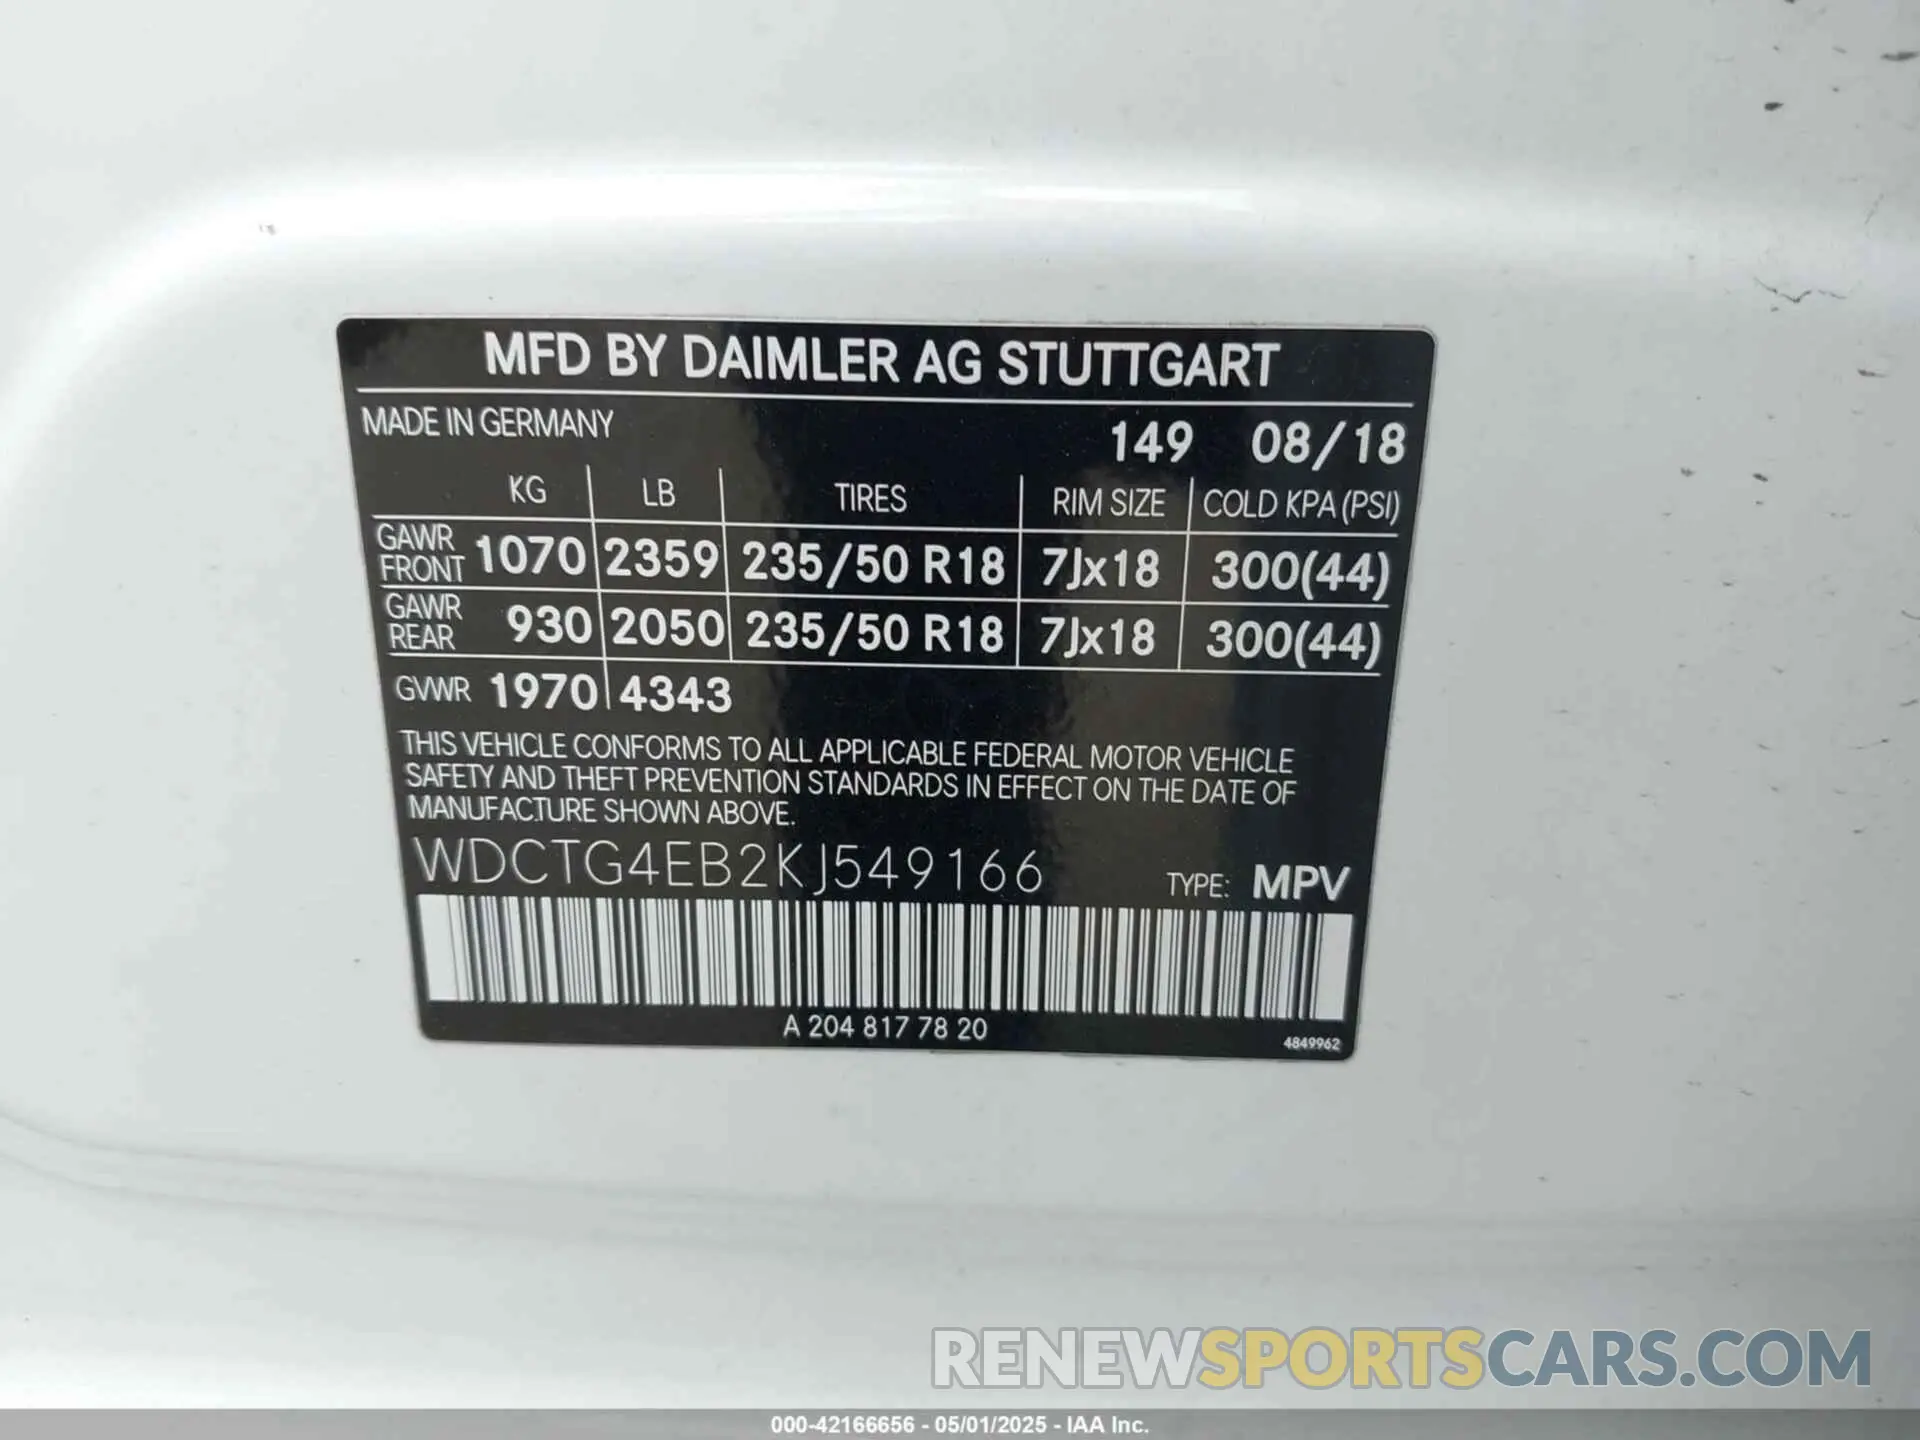 MFD BY DAIMLER AG STUTTGART
MADE IN GERMANY 149 08/18
KG LB TIRES RIM SIZE COLD KPA (PSI)
GAWR FRONT 1070 2359 235/50 R18 7Jx18 300(44)
GAWR REAR 930 2050 235/50 R18 7Jx18 300(44)
GVWR 1970 4343
THIS VEHICLE CONFORMS TO ALL APPLICABLE FEDERAL MOTOR VEHICLE
SAFETY AND THEFT PREVENTION STANDARDS IN EFFECT ON THE DATE OF
MANUFACTURE SHOWN ABOVE.
WDCTG4EB2KJ549166 TYPE: MPV
A 204 817 78 20 4849962
RENEWSPORTSCARS.COM
000-42166656 - 05/01/2025 - IAA Inc.